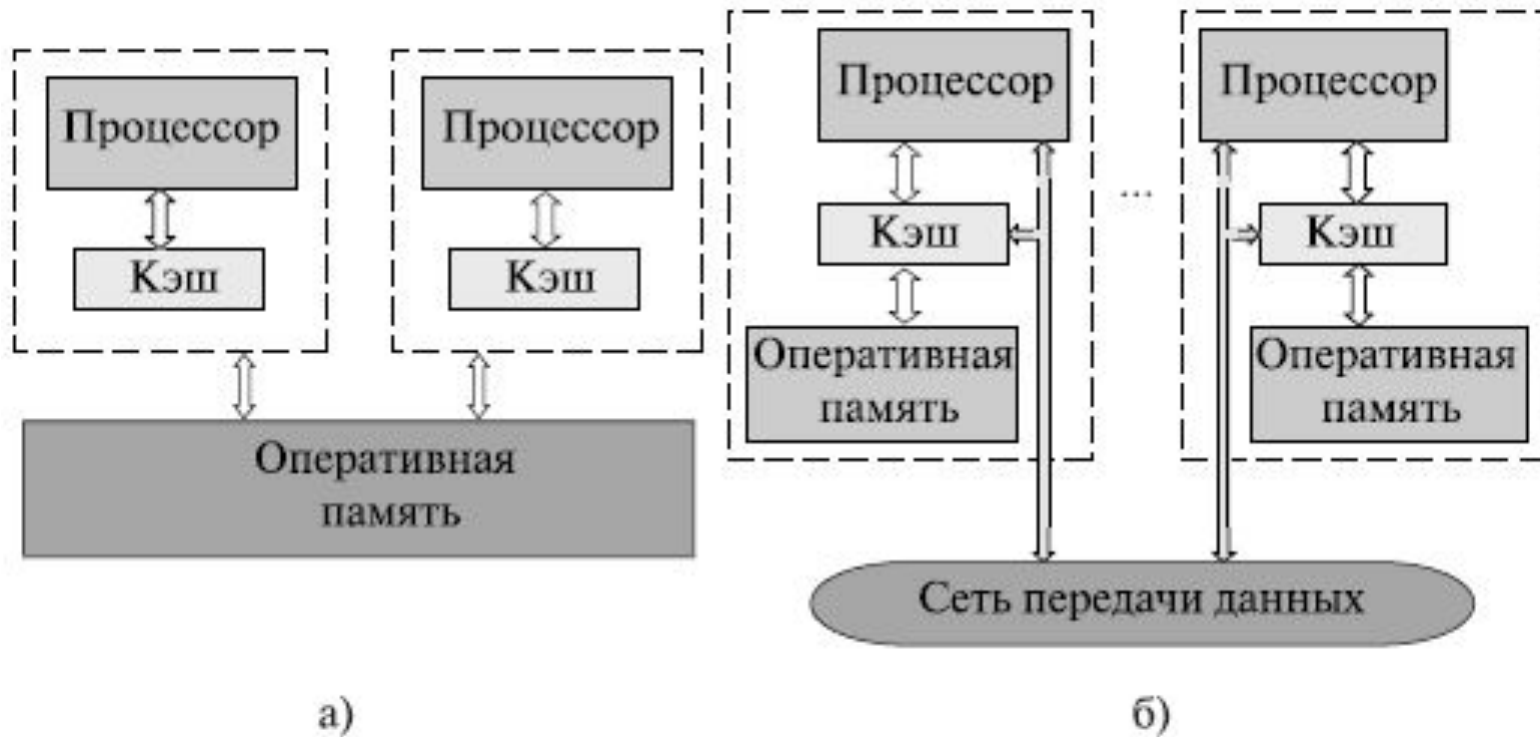 Процессор
Кэш
Процессор
Кэш
Оперативная
память
а)
Процессор
Кэш
Оперативная
память
...
Процессор
Кэш
Оперативная
память
Сеть передачи данных
б)